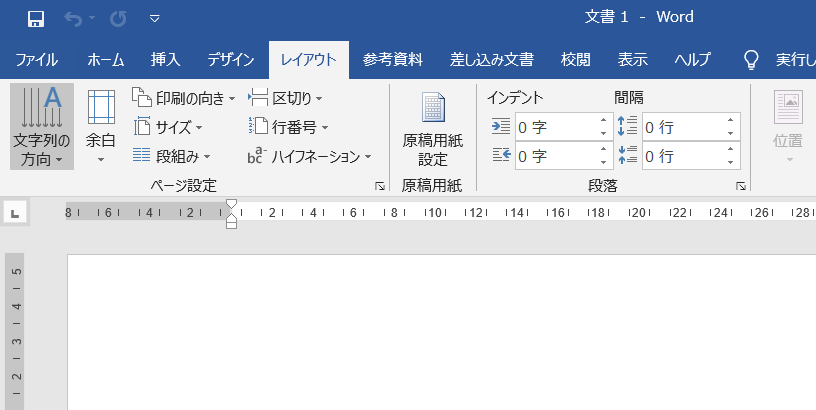 文書 1 - Word
ファイル ホーム 挿入 デザイン レイアウト 参考資料 差し込み文書 校閲 表示 ヘルプ 実行し
文字列の方向
余白
印刷の向き
サイズ
段組み
区切り
行番号
ハイフネーション
ページ設定
原稿用紙設定
原稿用紙
インデント 間隔
0 字 0 行
0 字 0 行
段落
位置
8 6 4 2 2 4 6 8 10 12 14 16 18 20 22 24 26 28
5
4
3
2